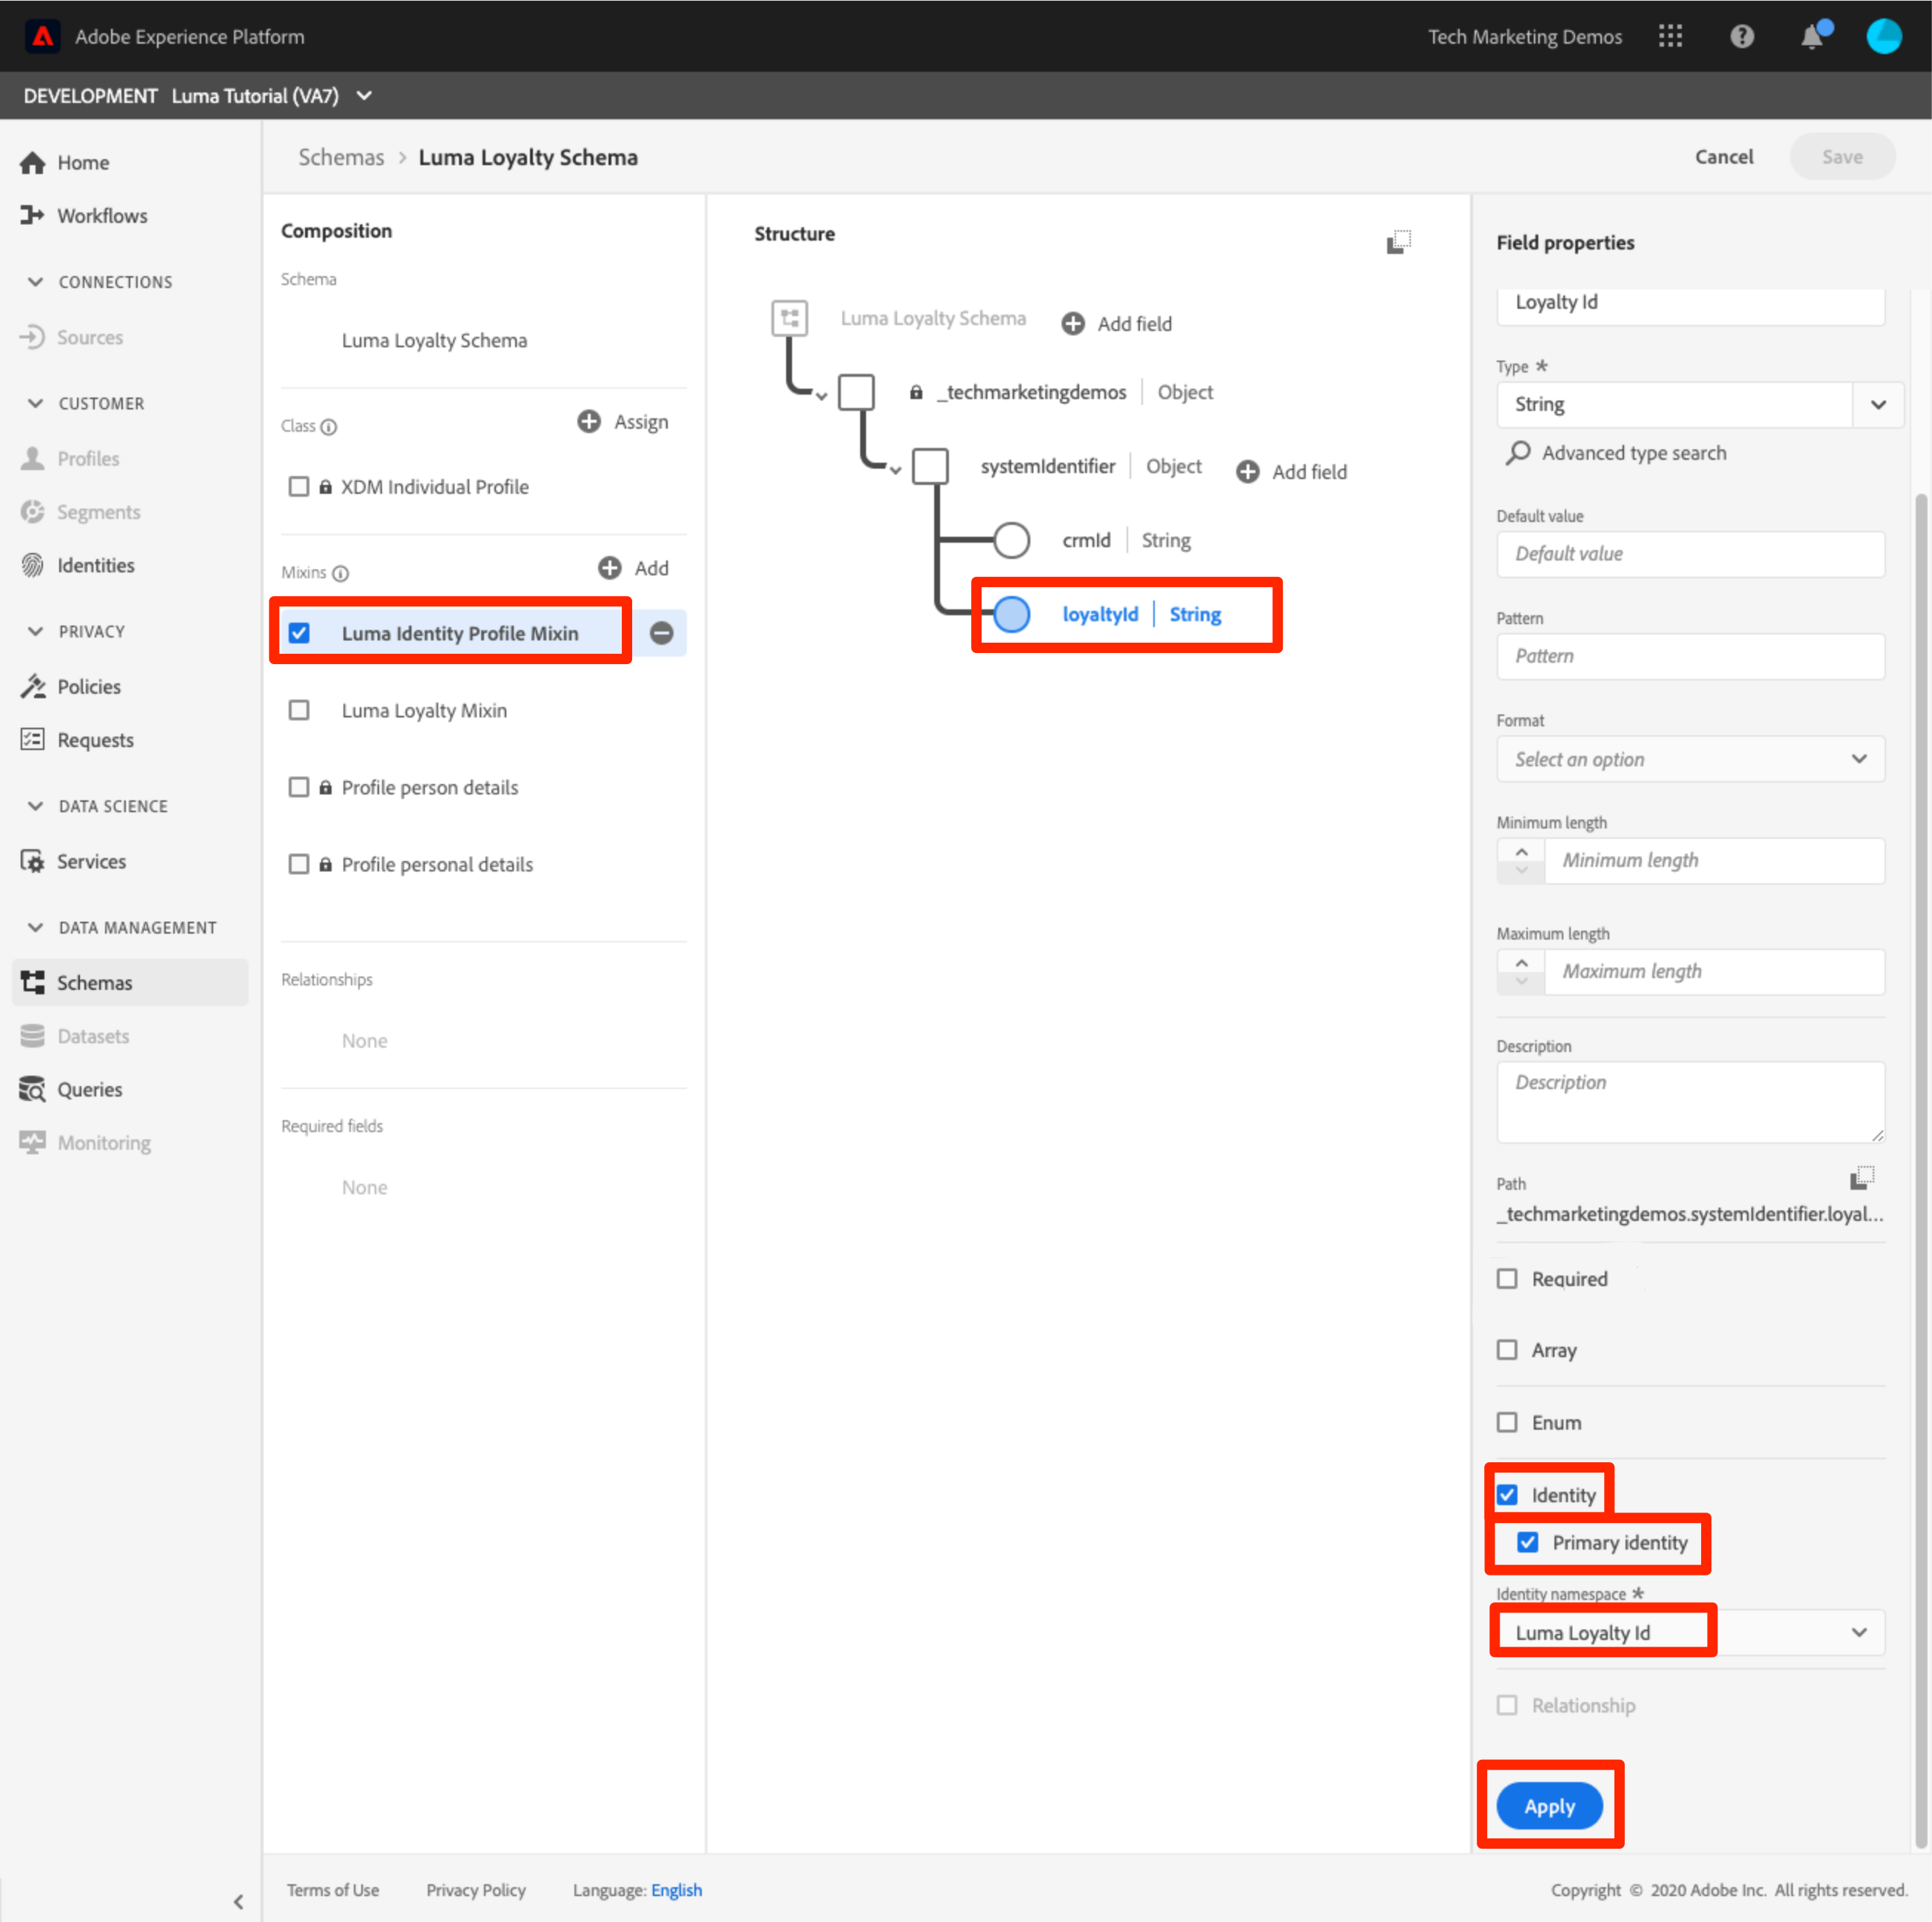 Adobe Experience Platform
Tech Marketing Demos
DEVELOPMENT Luma Tutorial (VA7)
Home
Workflows
CONNECTIONS
Sources
CUSTOMER
Profiles
Segments
Identities
PRIVACY
Policies
Requests
DATA SCIENCE
Services
DATA MANAGEMENT
Schemas
Datasets
Queries
Monitoring
Schemas > Luma Loyalty Schema
Cancel
Save
Composition
Schema
Luma Loyalty Schema
Class
Assign
XDM Individual Profile
Mixins
Add
Luma Identity Profile Mixin
Luma Loyalty Mixin
Profile person details
Profile personal details
Relationships
None
Required fields
None
Structure
Luma Loyalty Schema
Add field
_techmarketingdemos | Object
systemIdentifier | Object
Add field
crmId | String
loyaltyId | String
Field properties
Loyalty Id
Type *
String
Advanced type search
Default value
Default value
Pattern
Pattern
Format
Select an option
Minimum length
Minimum length
Maximum length
Maximum length
Description
Description
Path
_techmarketingdemos.systemIdentifier.loyal...
Required
Array
Enum
Identity
Primary identity
Identity namespace *
Luma Loyalty Id
Relationship
Apply
Terms of Use
Privacy Policy
Language: English
Copyright © 2020 Adobe Inc. All rights reserved.